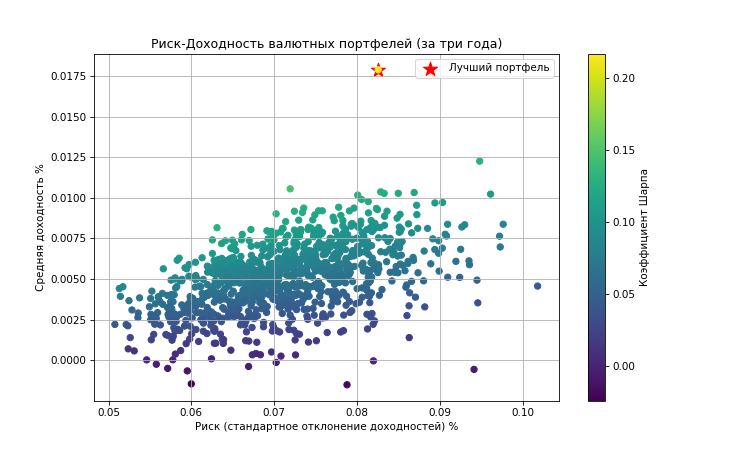 Риск-Доходность валютных портфелей (за три года)
Лучший портфель
Средняя доходность %
0.0175
0.0150
0.0125
0.0100
0.0075
0.0050
0.0025
0.0000
0.05 0.06 0.07 0.08 0.09 0.10
Риск (стандартное отклонение доходностей) %
0.20
0.15
0.10
0.05
0.00
Коэффициент Шарпа